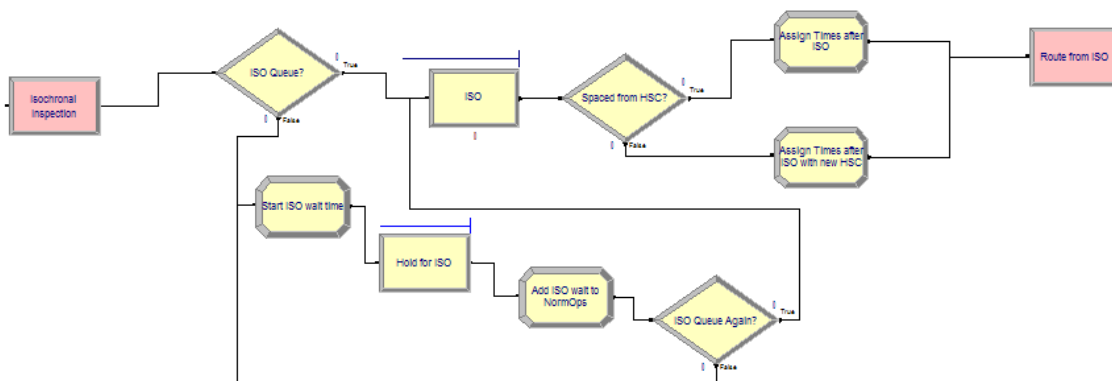 Isochronal
inspection
ISO Queue?
True
False
ISO
Spaced from HSC?
True
False
Assign Times after
ISO
Assign Times after
ISO with new HSC
Route from ISO
Start ISO wait time
Hold for ISO
Add ISO wait to
NormOps
ISO Queue Again?
True
False